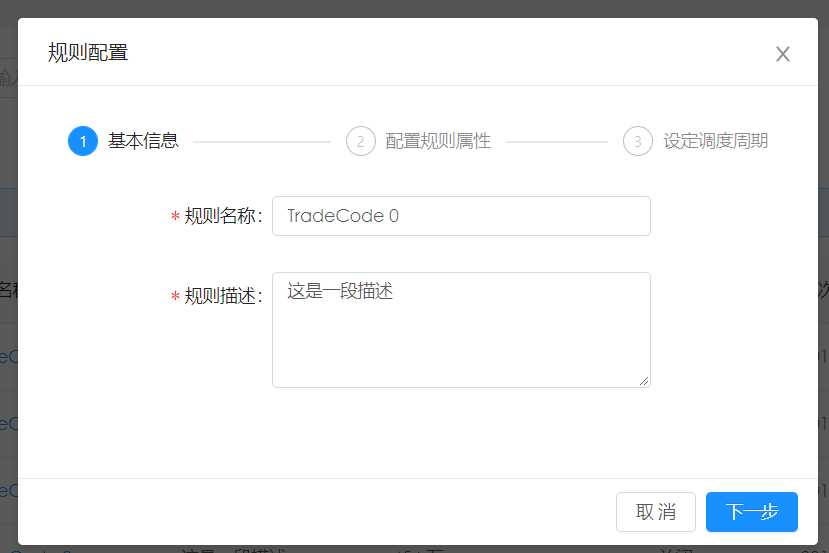 规则配置
1 基本信息
2 配置规则属性
3 设定调度周期
* 规则名称:
TradeCode 0
* 规则描述:
这是一段描述
取 消
下一步